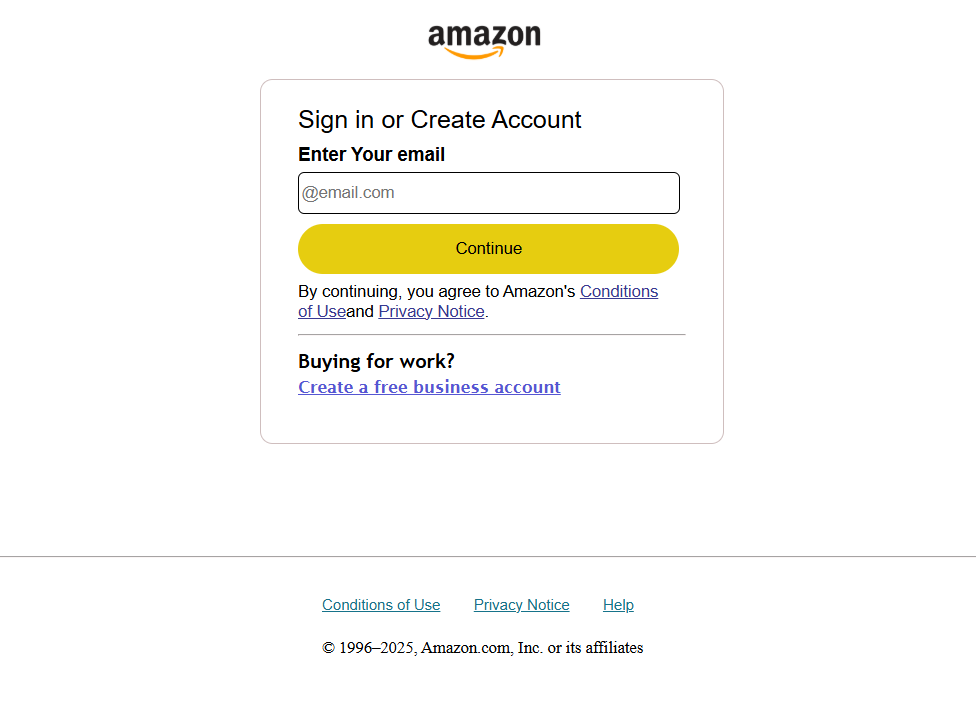 amazon
Sign in or Create Account
Enter Your email
@email.com
Continue
By continuing, you agree to Amazon's Conditions
of Useand Privacy Notice.
Buying for work?
Create a free business account
Conditions of Use Privacy Notice Help
© 1996–2025, Amazon.com, Inc. or its affiliates